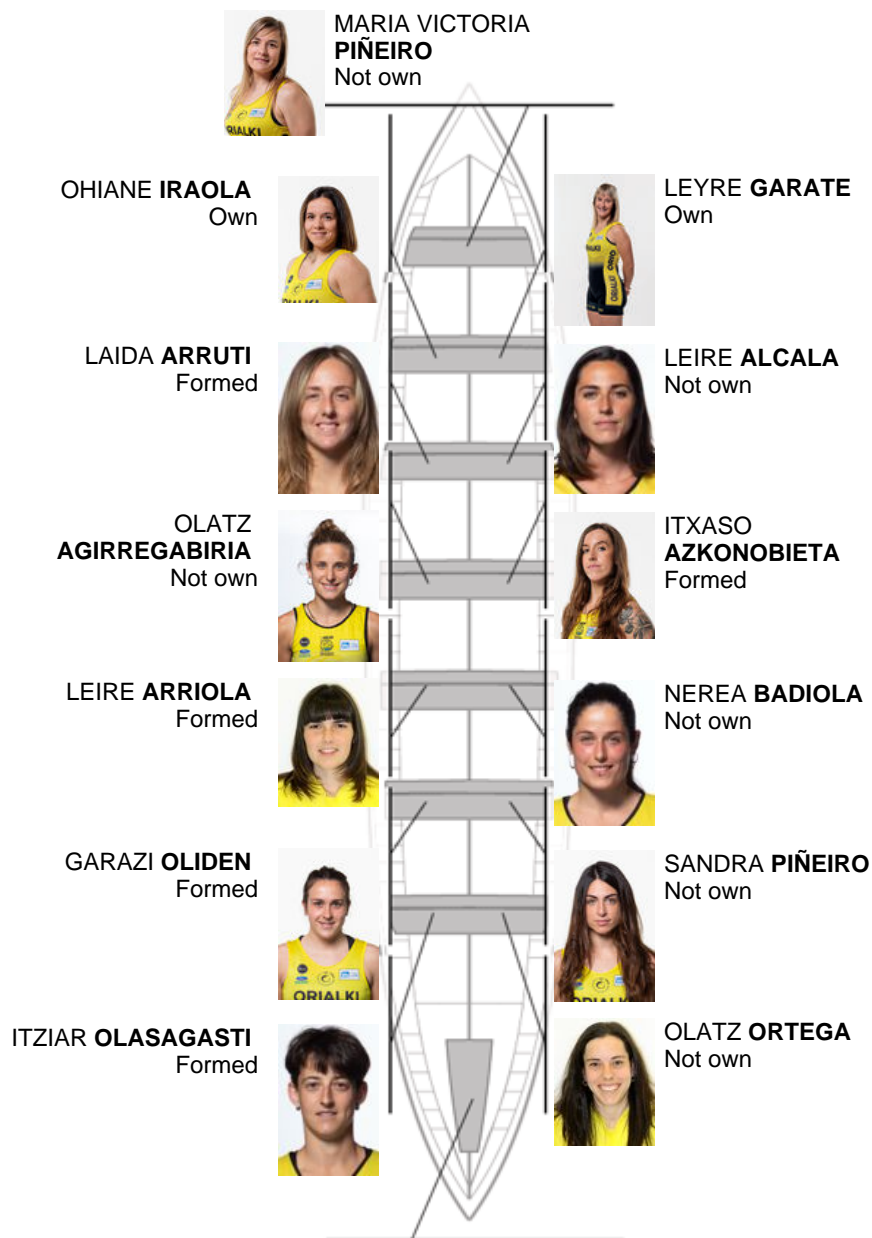 MARIA VICTORIA
PIÑEIRO
Not own
OHIANE IRAOLA
Own
LEYRE GARATE
Own
LAIDA ARRUTI
Formed
LEIRE ALCALA
Not own
OLATZ
AGIRREGABIRIA
Not own
ITXASO
AZKONOBIETA
Formed
LEIRE ARRIOLA
Formed
NEREA BADIOLA
Not own
GARAZI OLIDEN
Formed
SANDRA PIÑEIRO
Not own
ITZIAR OLASAGASTI
Formed
OLATZ ORTEGA
Not own
ORIALKI